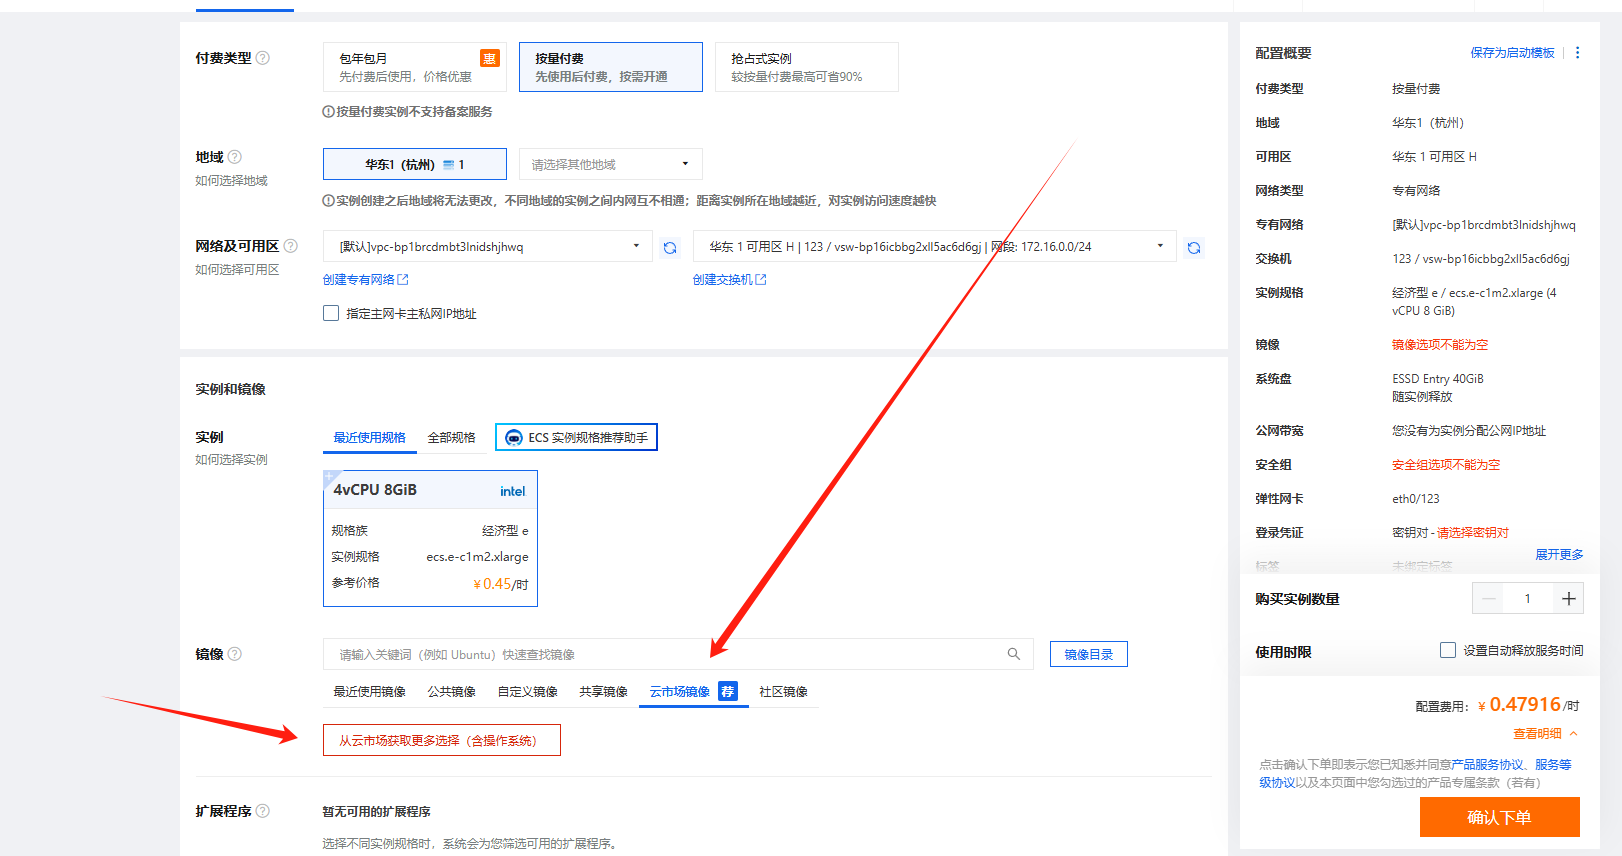 付费类型
包年包月
惠
先付费后使用，价格优惠
按量付费
先使用后付费，按需开通
抢占式实例
较按量付费最高可省90%
按量付费实例不支持备案服务
地域
如何选择地域
华东1（杭州） 1
请选择其他地域
实例创建之后地域将无法更改，不同地域的实例之间内网互不相通；距离实例所在地域越近，对实例访问速度越快
网络及可用区
如何选择可用区
[默认]vpc-bp1brcdmbt3lnidshjhwq
华东 1 可用区 H | 123 / vsw-bp16icbbg2xll5ac6d6gj | 网段: 172.16.0.0/24
创建专有网络
创建交换机
指定主网卡主私网IP地址
实例和镜像
实例
如何选择实例
最近使用规格
全部规格
ECS 实例规格推荐助手
4vCPU 8GiB
intel
规格族 经济型 e
实例规格 ecs.e-c1m2.xlarge
参考价格 ¥ 0.45/时
镜像
请输入关键词（例如 Ubuntu）快速查找镜像
镜像目录
最近使用镜像
公共镜像
自定义镜像
共享镜像
云市场镜像 荐
社区镜像
从云市场获取更多选择（含操作系统）
扩展程序
暂无可用的扩展程序
选择不同实例规格时，系统会为您筛选可用的扩展程序。
配置概要
保存为启动模板
付费类型 按量付费
地域 华东1（杭州）
可用区 华东 1 可用区 H
网络类型 专有网络
专有网络 [默认]vpc-bp1brcdmbt3lnidshjhwq
交换机 123 / vsw-bp16icbbg2xll5ac6d6gj
实例规格 经济型 e / ecs.e-c1m2.xlarge (4
vCPU 8 GiB)
镜像 镜像选项不能为空
系统盘 ESSD Entry 40GiB
随实例释放
公网带宽 您没有为实例分配公网IP地址
安全组 安全组选项不能为空
弹性网卡 eth0/123
登录凭证 密钥对 - 请选择密钥对
展开更多
标签 未绑定标签
购买实例数量 1
使用时限 设置自动释放服务时间
配置费用： ¥ 0.47916 /时
查看明细
点击确认下单即表示您已知悉并同意产品服务协议、服务等
级协议以及本页面中您勾选过的产品专属条款（若有）
确认下单